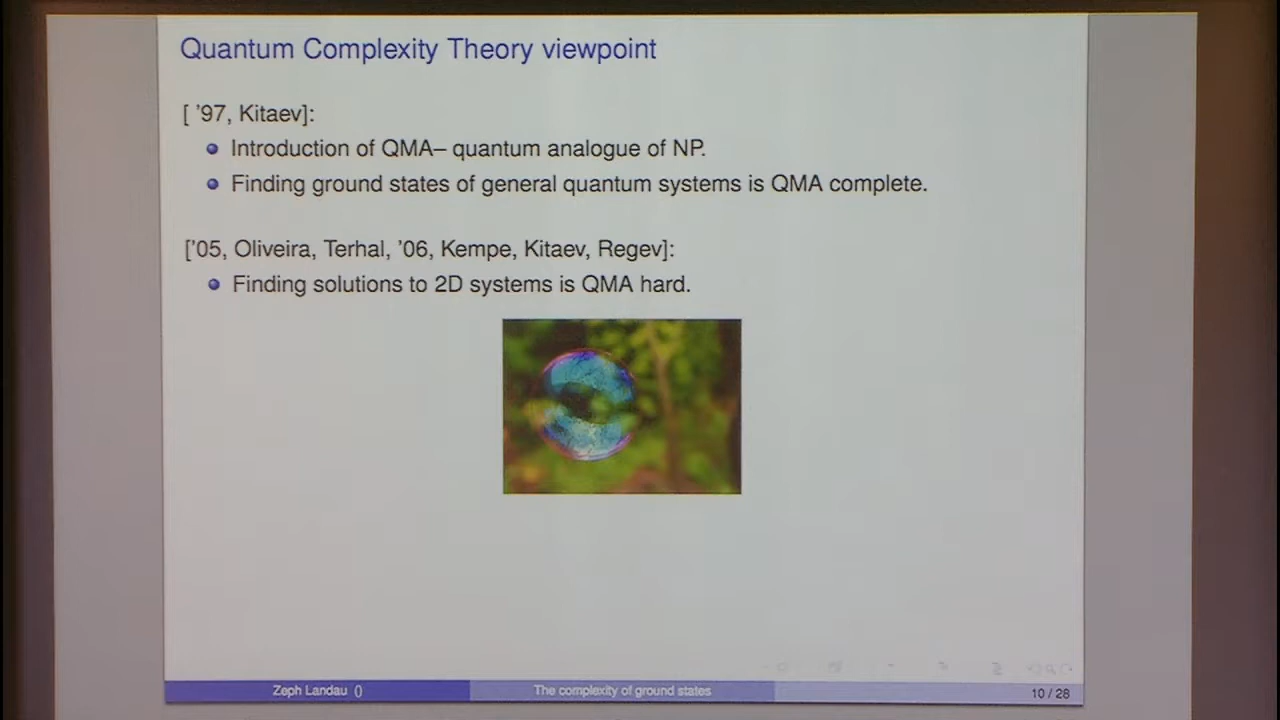 Quantum Complexity Theory viewpoint
[ '97, Kitaev]:
Introduction of QMA– quantum analogue of NP.
Finding ground states of general quantum systems is QMA complete.
['05, Oliveira, Terhal, '06, Kempe, Kitaev, Regev]:
Finding solutions to 2D systems is QMA hard.
Zeph Landau () The complexity of ground states 10 / 28